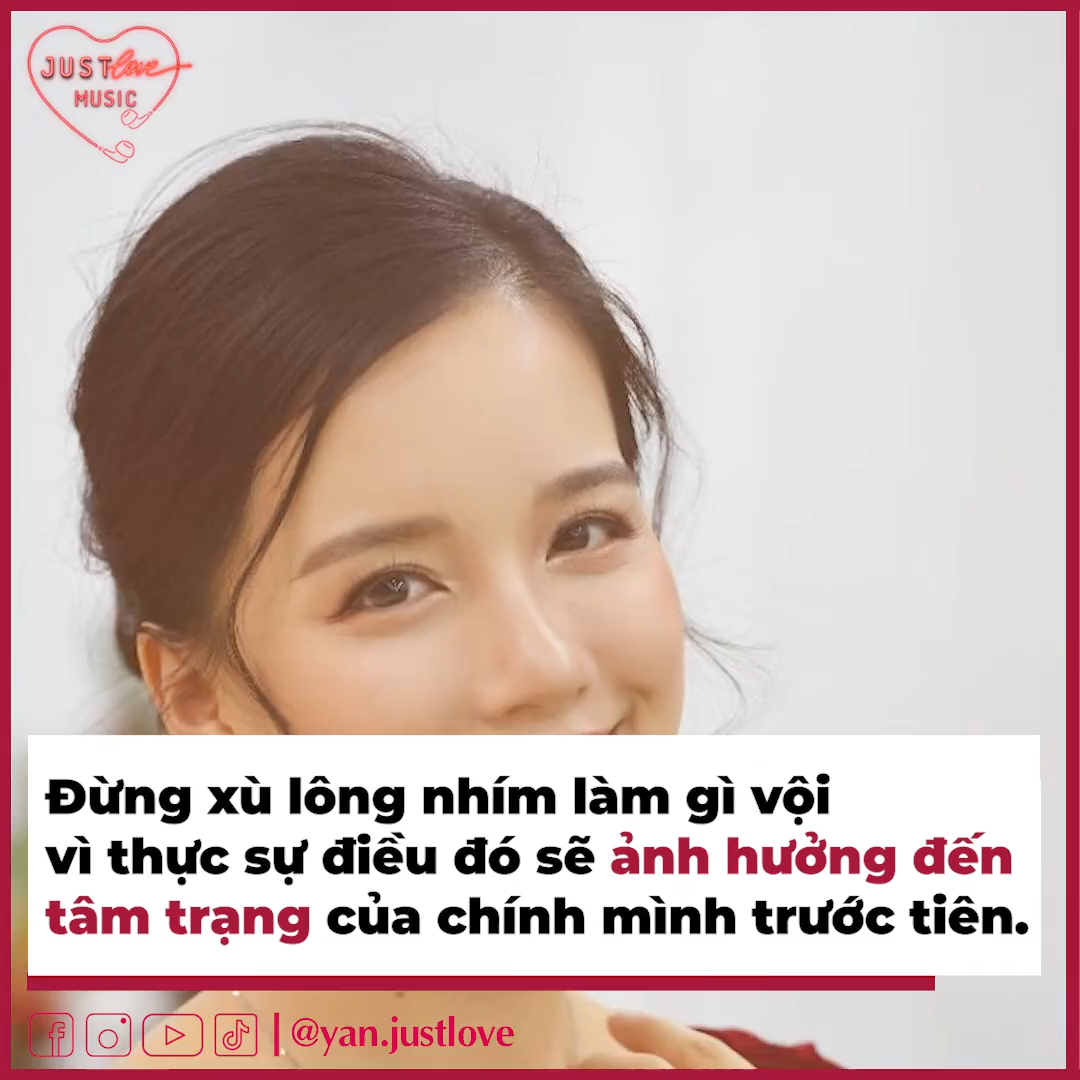 JUST love
MUSIC
Đừng xù lông nhím làm gì vội
vì thực sự điều đó sẽ ảnh hưởng đến
tâm trạng của chính mình trước tiên.
@yan.justlove